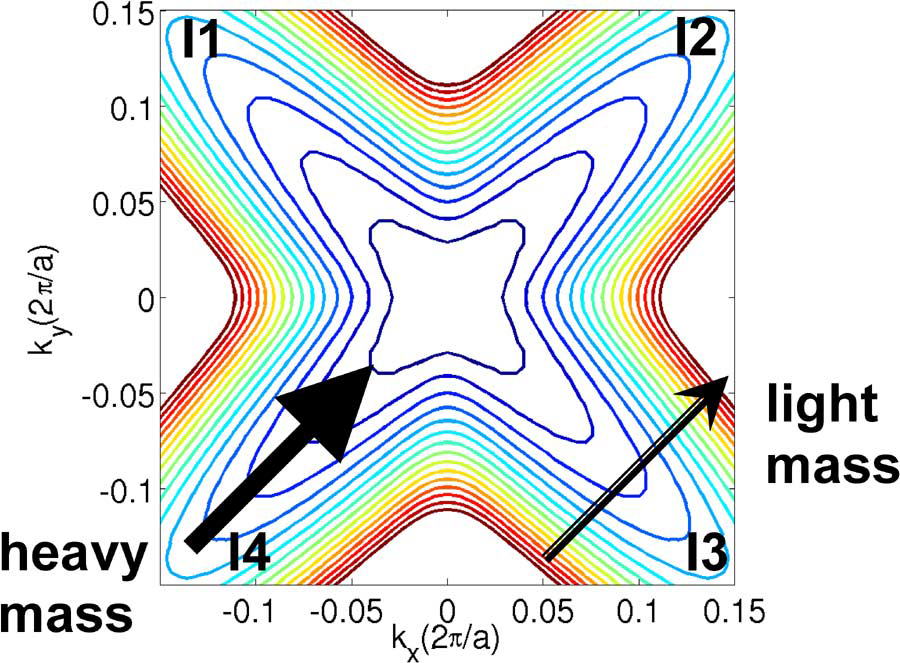 0.15
I1
I2
0.1
0.05
0
-0.05
-0.1
k_y(2π/a)
light
mass
heavy
mass
I4
I3
-0.1 -0.05 0 0.05 0.1 0.15
k_x(2π/a)